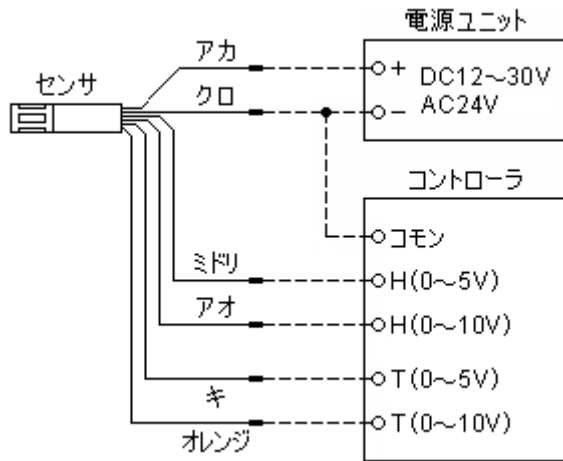 電源ユニット
アカ
+ DC12～30V
センサ
クロ
- AC24V
コントローラ
コモン
ミドリ
H(0～5V)
アオ
H(0～10V)
T(0～5V)
キ
T(0～10V)
オレンジ